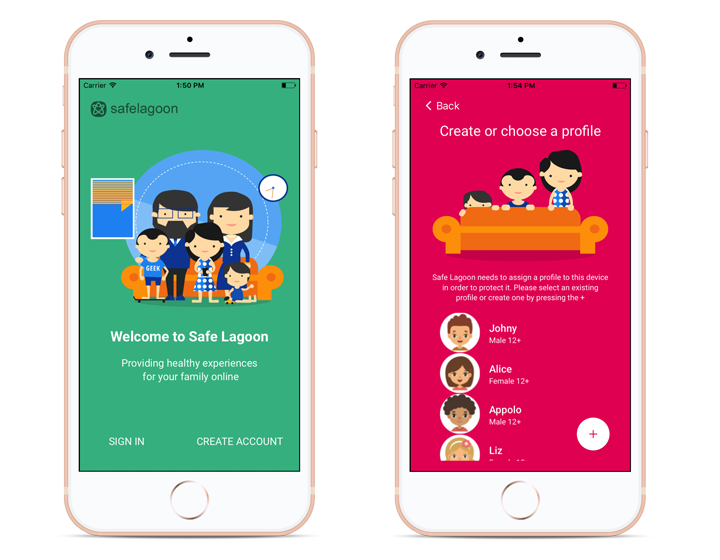 Carrier 1:50 PM
safelagoon
GEEK
Welcome to Safe Lagoon
Providing healthy experiences
for your family online
SIGN IN CREATE ACCOUNT
Carrier 1:54 PM
Back
Create or choose a profile
Safe Lagoon needs to assign a profile to this device
in order to protect it. Please select an existing
profile or create one by pressing the +
Johny
Male 12+
Alice
Female 12+
Appolo
Male 12+
Liz
+